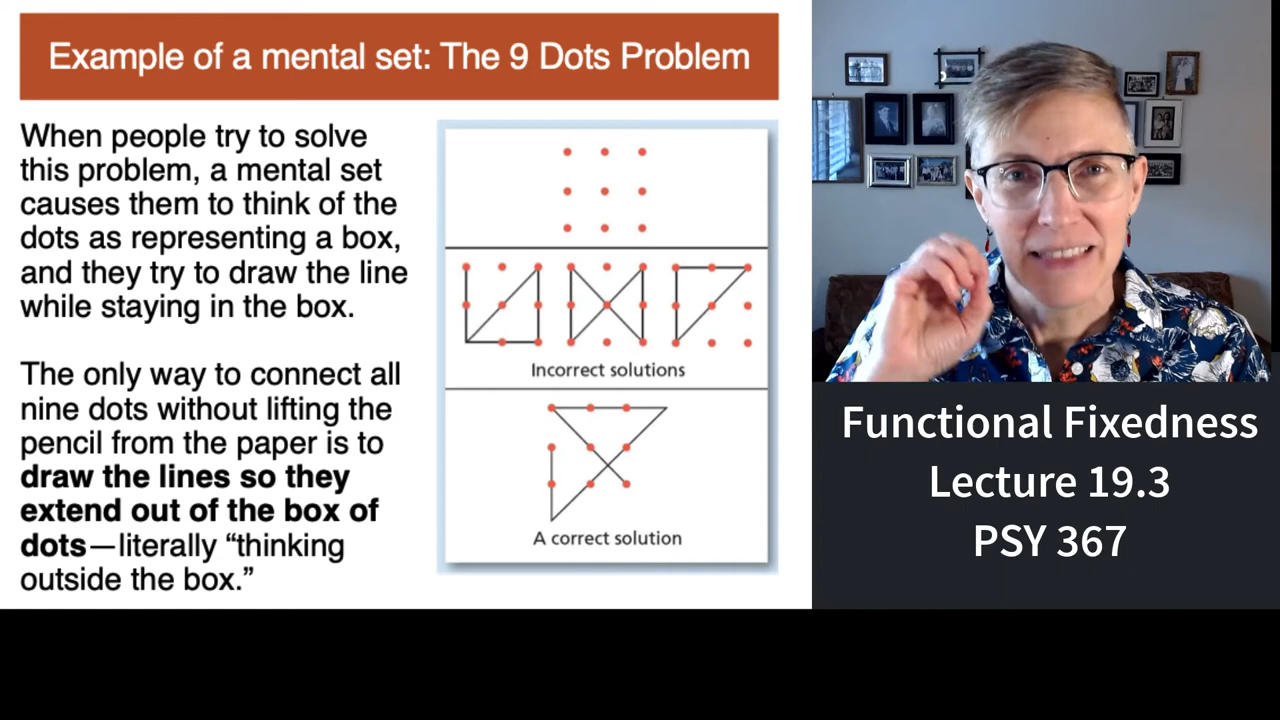 Example of a mental set: The 9 Dots Problem
When people try to solve
this problem, a mental set
causes them to think of the
dots as representing a box,
and they try to draw the line
while staying in the box.
The only way to connect all
nine dots without lifting the
pencil from the paper is to
draw the lines so they
extend out of the box of
dots—literally “thinking
outside the box.”
Incorrect solutions
A correct solution
Functional Fixedness
Lecture 19.3
PSY 367